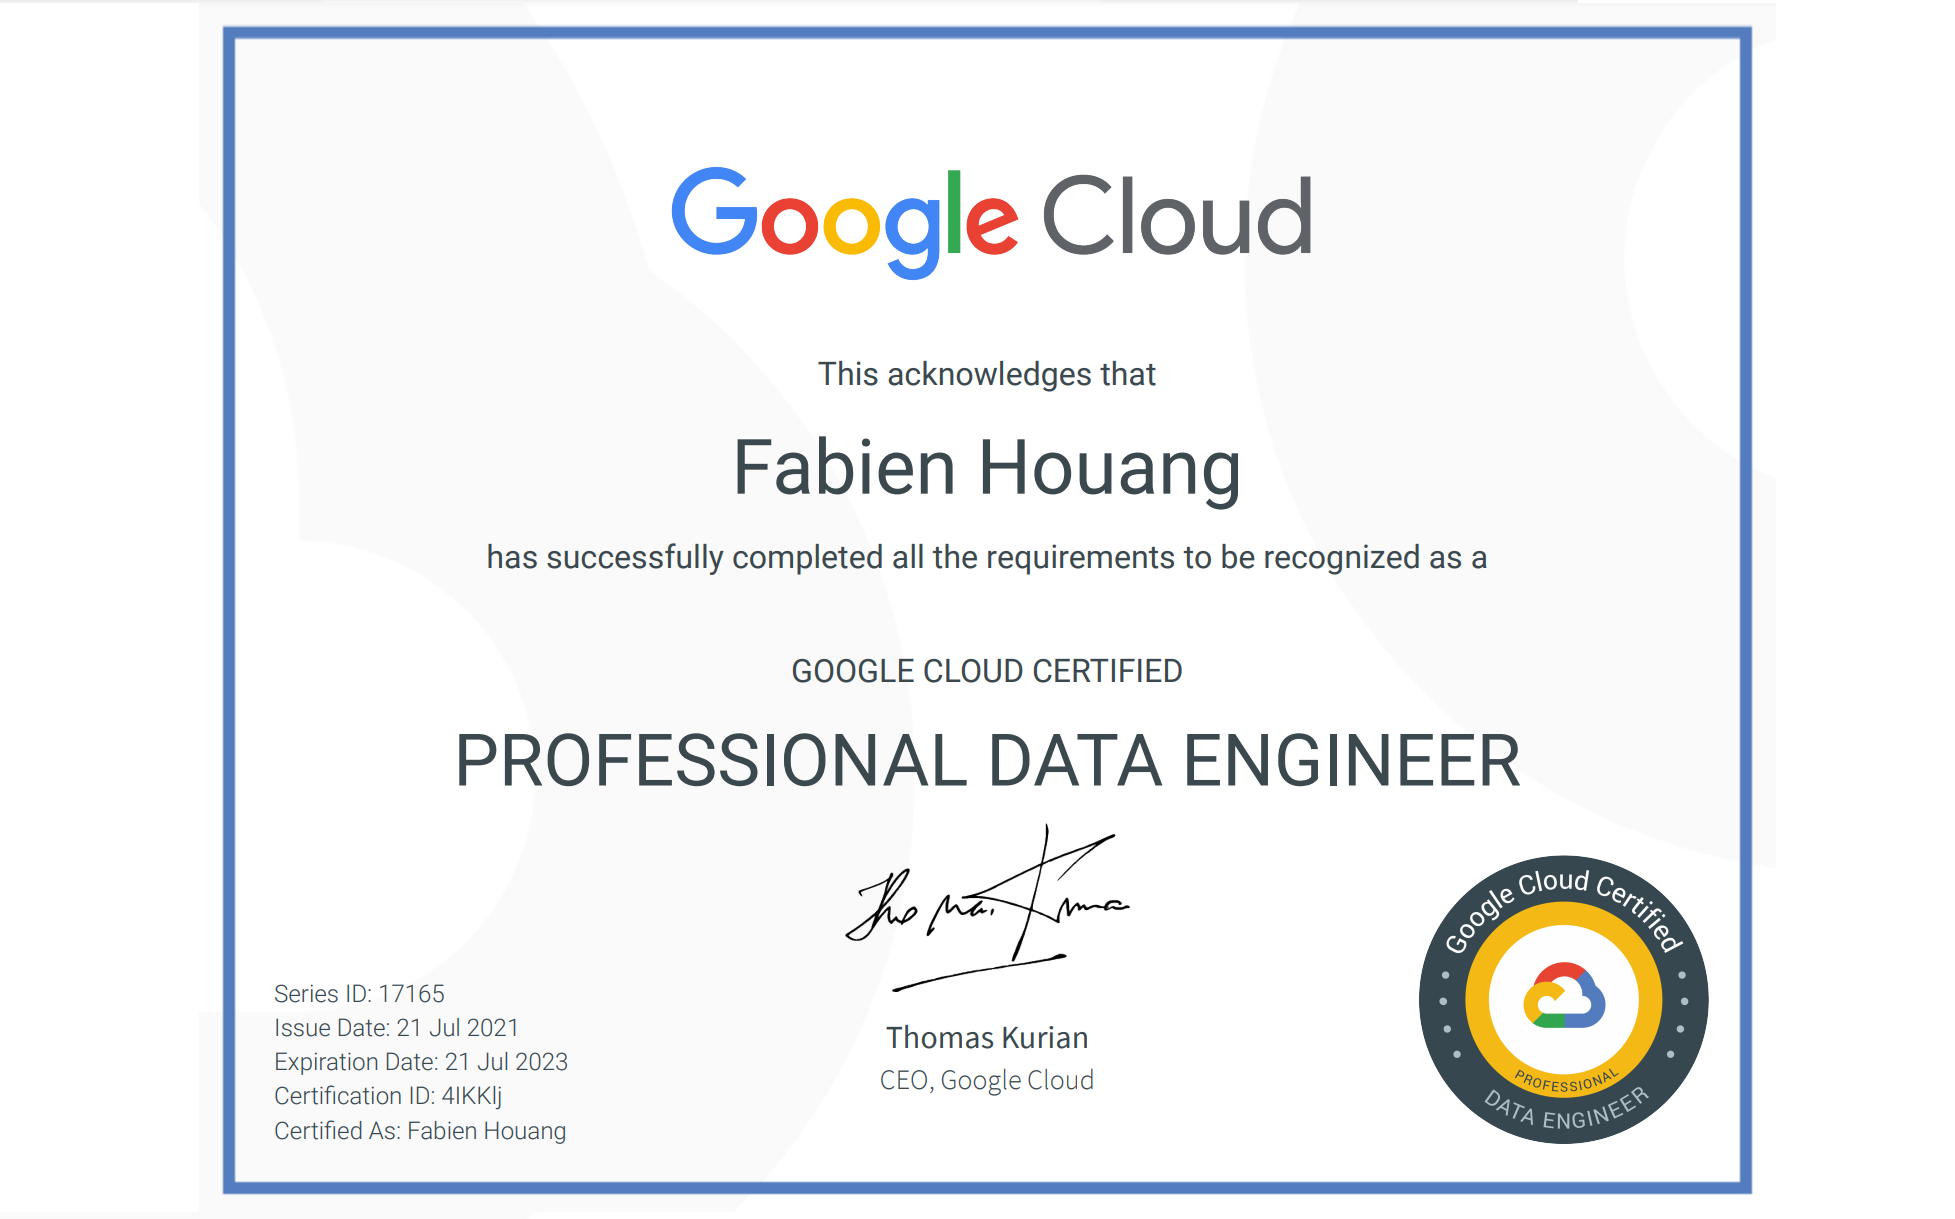 Google Cloud
This acknowledges that
Fabien Houang
has successfully completed all the requirements to be recognized as a
GOOGLE CLOUD CERTIFIED
PROFESSIONAL DATA ENGINEER
Thomas Kurian
CEO, Google Cloud
Series ID: 17165
Issue Date: 21 Jul 2021
Expiration Date: 21 Jul 2023
Certification ID: 4IKKlj
Certified As: Fabien Houang
Google Cloud Certified
PROFESSIONAL
DATA ENGINEER